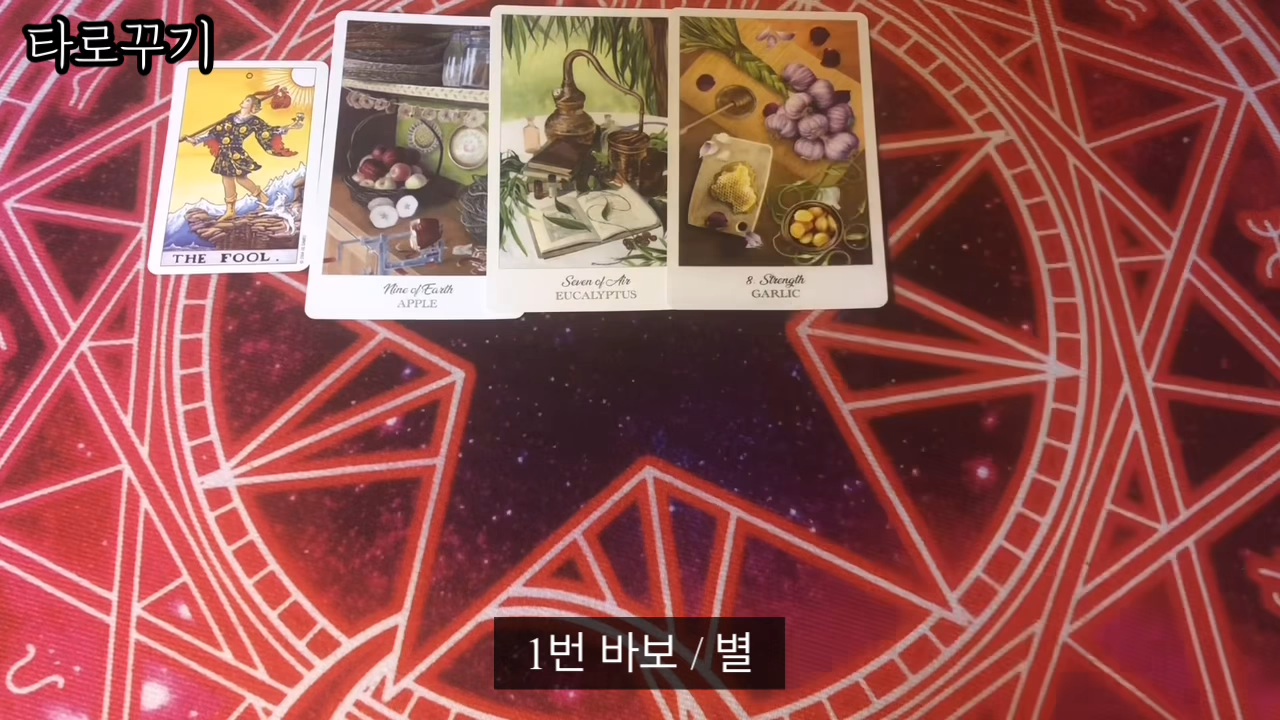 타로꾸기
THE FOOL.
Nine of Earth
APPLE
Seven of Air
EUCALYPTUS
8. Strength
GARLIC
1번 바보 / 별